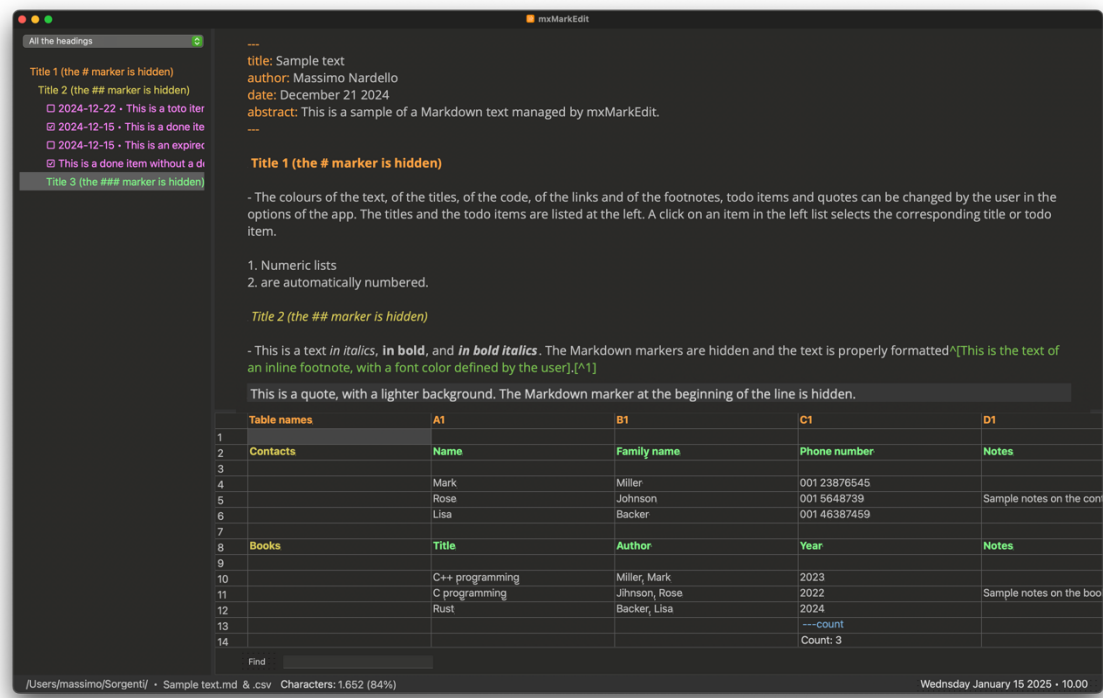 mxMarkEdit
All the headings
Title 1 (the # marker is hidden)
Title 2 (the ## marker is hidden)
2024-12-22 • This is a toto iter
2024-12-15 • This is a done ite
2024-12-15 • This is an expired
This is a done item without a de
Title 3 (the ### marker is hidden)
---
title: Sample text
author: Massimo Nardello
date: December 21 2024
abstract: This is a sample of a Markdown text managed by mxMarkEdit.
---
Title 1 (the # marker is hidden)
- The colours of the text, of the titles, of the code, of the links and of the footnotes, todo items and quotes can be changed by the user in the
options of the app. The titles and the todo items are listed at the left. A click on an item in the left list selects the corresponding title or todo
item.
1. Numeric lists
2. are automatically numbered.
Title 2 (the ## marker is hidden)
- This is a text in italics, in bold, and in bold italics. The Markdown markers are hidden and the text is properly formatted^[This is the text of
an inline footnote, with a font color defined by the user].[^1]
This is a quote, with a lighter background. The Markdown marker at the beginning of the line is hidden.
Table names A1 B1 C1 D1
1
2 Contacts Name Family name Phone number Notes
3
4 Mark Miller 001 23876545
5 Rose Johnson 001 5648739 Sample notes on the con
6 Lisa Backer 001 46387459
7
8 Books Title Author Year Notes
9
10 C++ programming Miller, Mark 2023
11 C programming Jihnson, Rose 2022 Sample notes on the boo
12 Rust Backer, Lisa 2024
13 ---count
14 Count: 3
Find
/Users/massimo/Sorgenti/ • Sample text.md & .csv Characters: 1.652 (84%) Wednsday January 15 2025 • 10.00